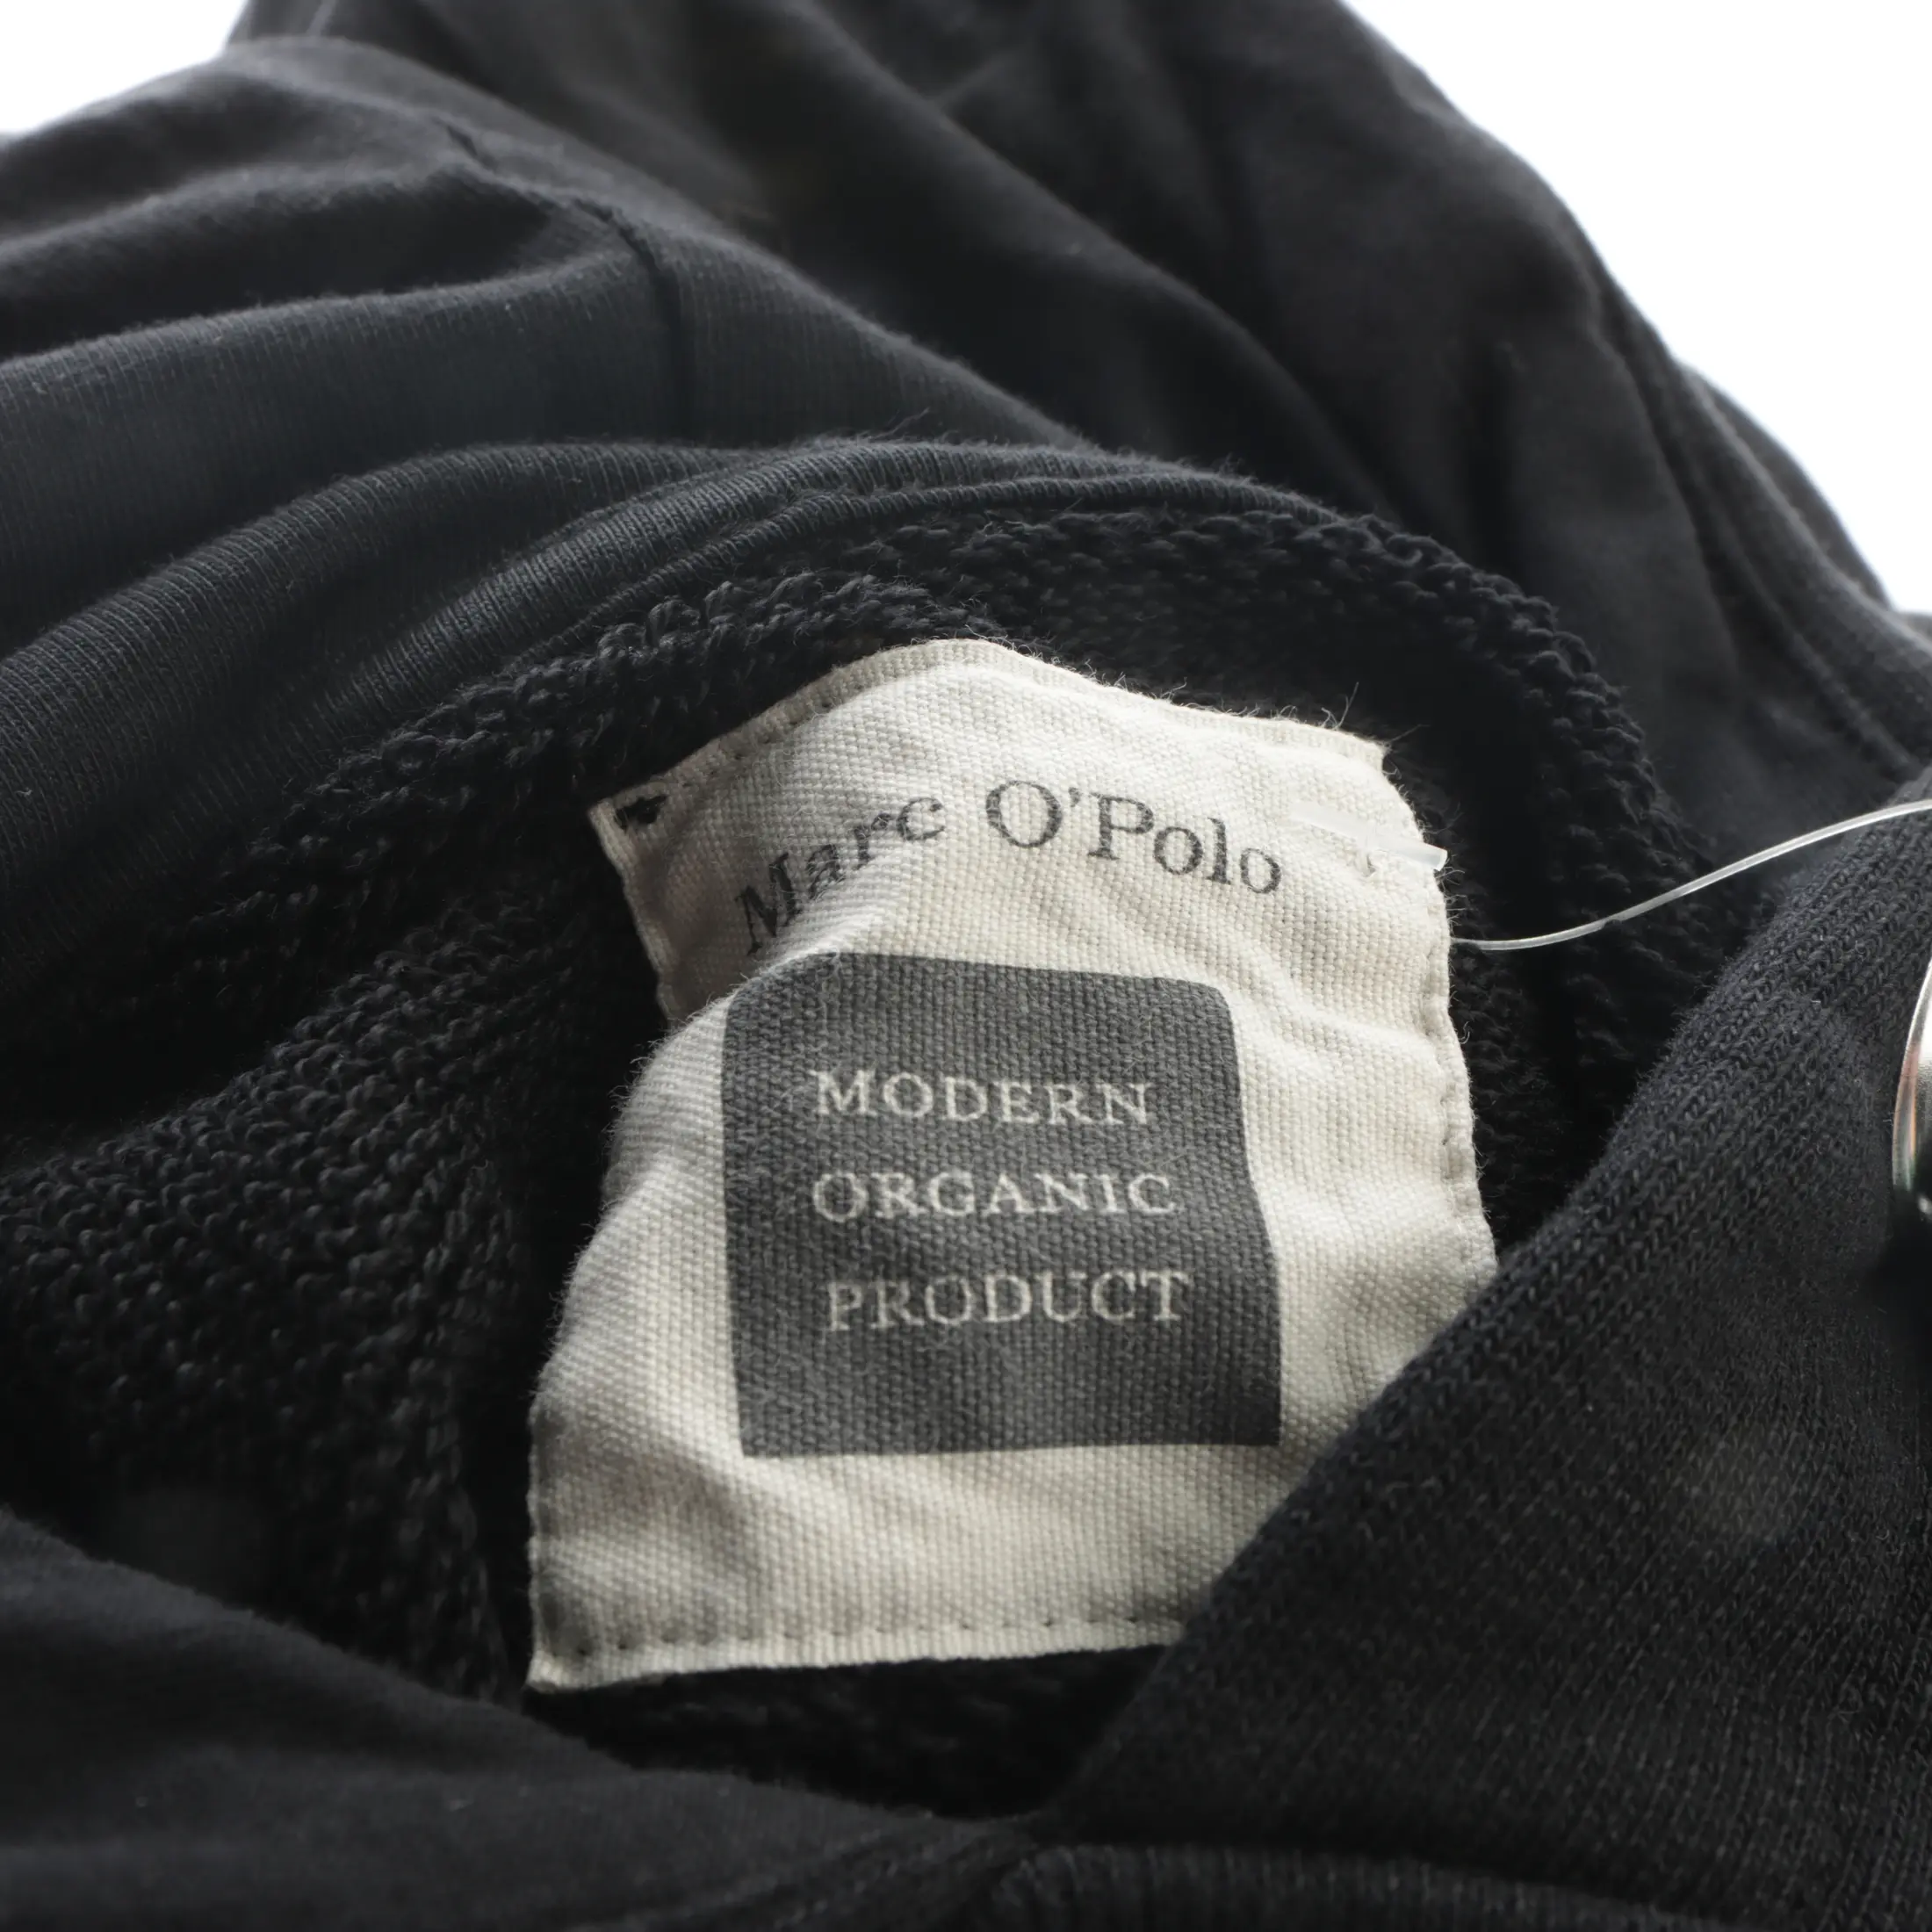 Marc O'Polo
MODERN
ORGANIC
PRODUCT